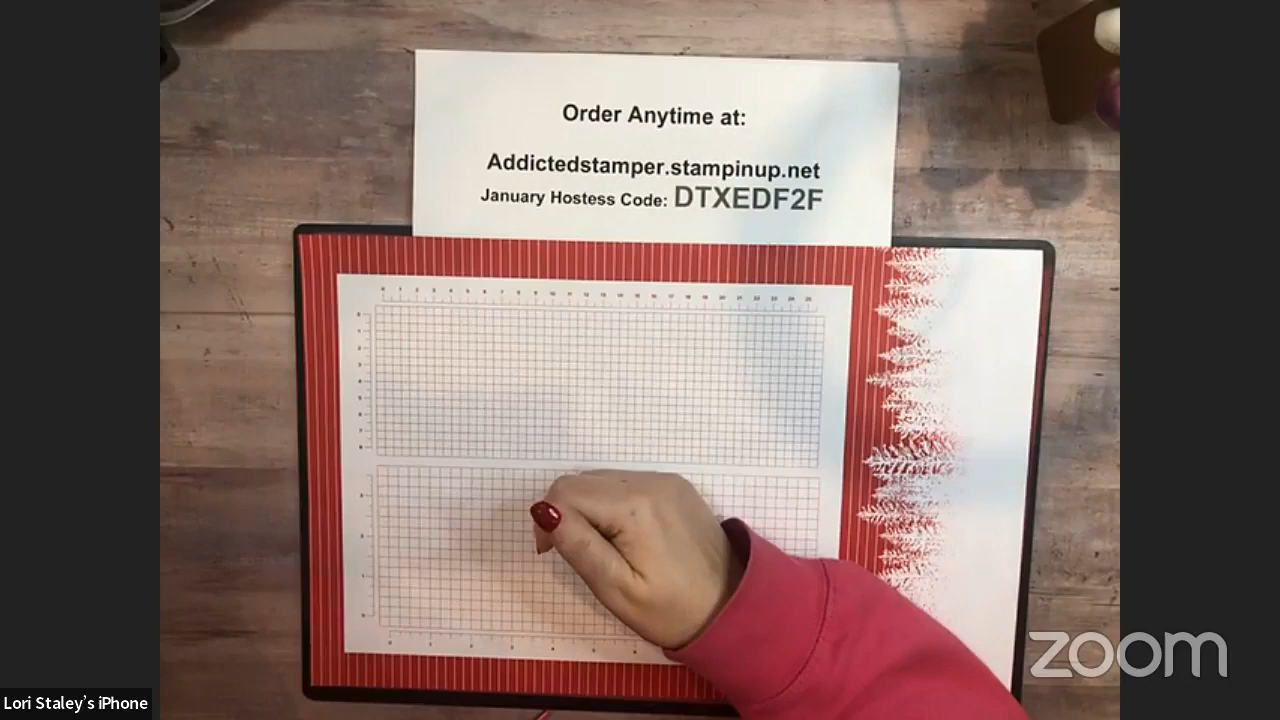 Order Anytime at:
Addictedstamper.stampinup.net
January Hostess Code: DTXEDF2F
zoom
Lori Staley's iPhone